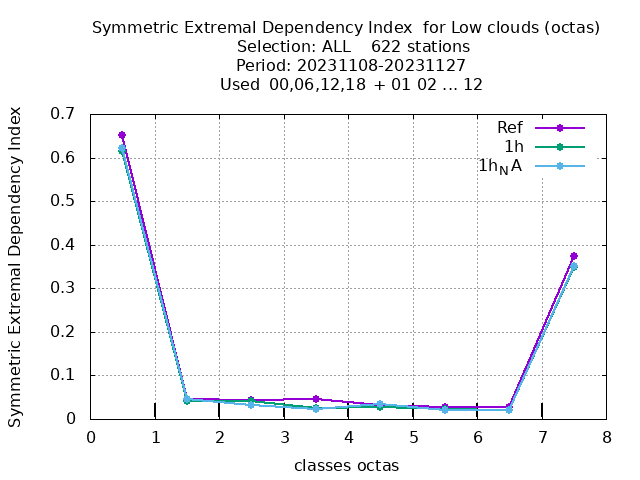 Symmetric Extremal Dependency Index  for Low clouds (octas)
Selection: ALL    622 stations
Period: 20231108-20231127
Used  00,06,12,18  + 01 02 ... 12
Symmetric Extremal Dependency Index
0.7
0.6
0.5
0.4
0.3
0.2
0.1
0
Ref
1h
1h_NA
0 1 2 3 4 5 6 7 8
classes octas